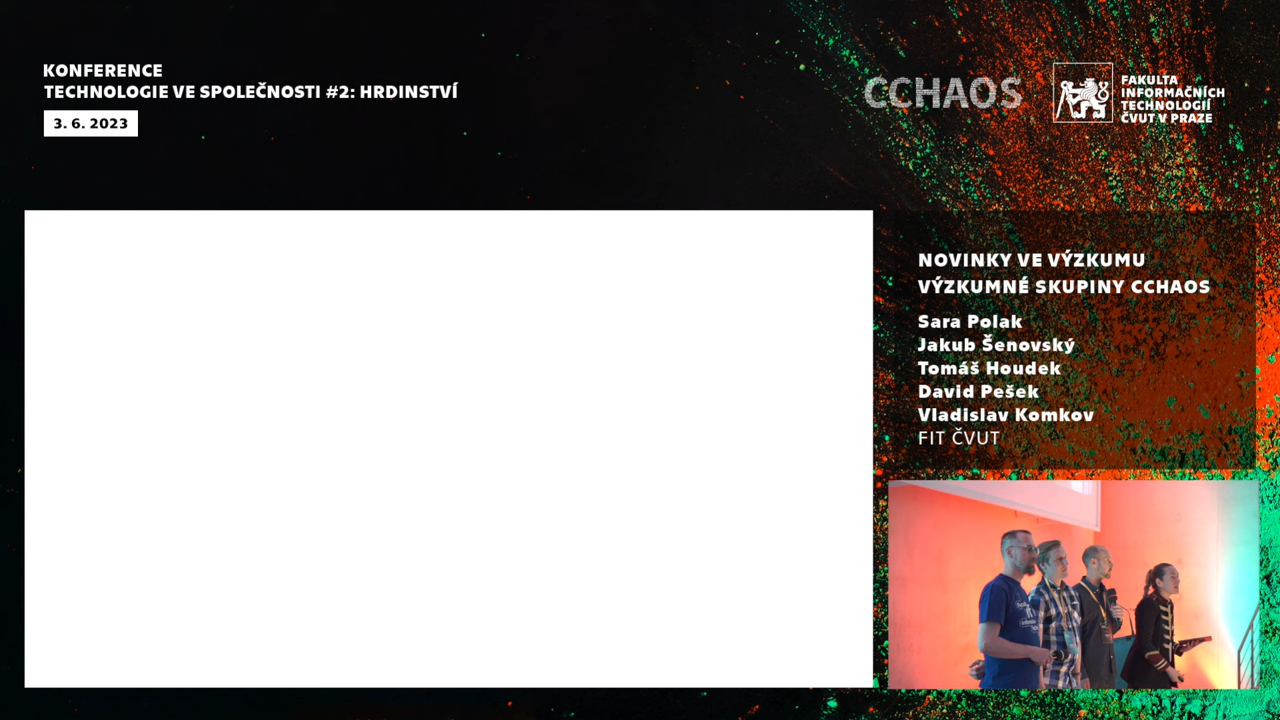 KONFERENCE
TECHNOLOGIE VE SPOLEČNOSTI #2: HRDINSTVÍ
3. 6. 2023
CCHAOS
FAKULTA
INFORMAČNÍCH
TECHNOLOGIÍ
ČVUT V PRAZE
NOVINKY VE VÝZKUMU
VÝZKUMNÉ SKUPINY CCHAOS
Sara Polak
Jakub Šenovský
Tomáš Houdek
David Pešek
Vladislav Komkov
FIT ČVUT